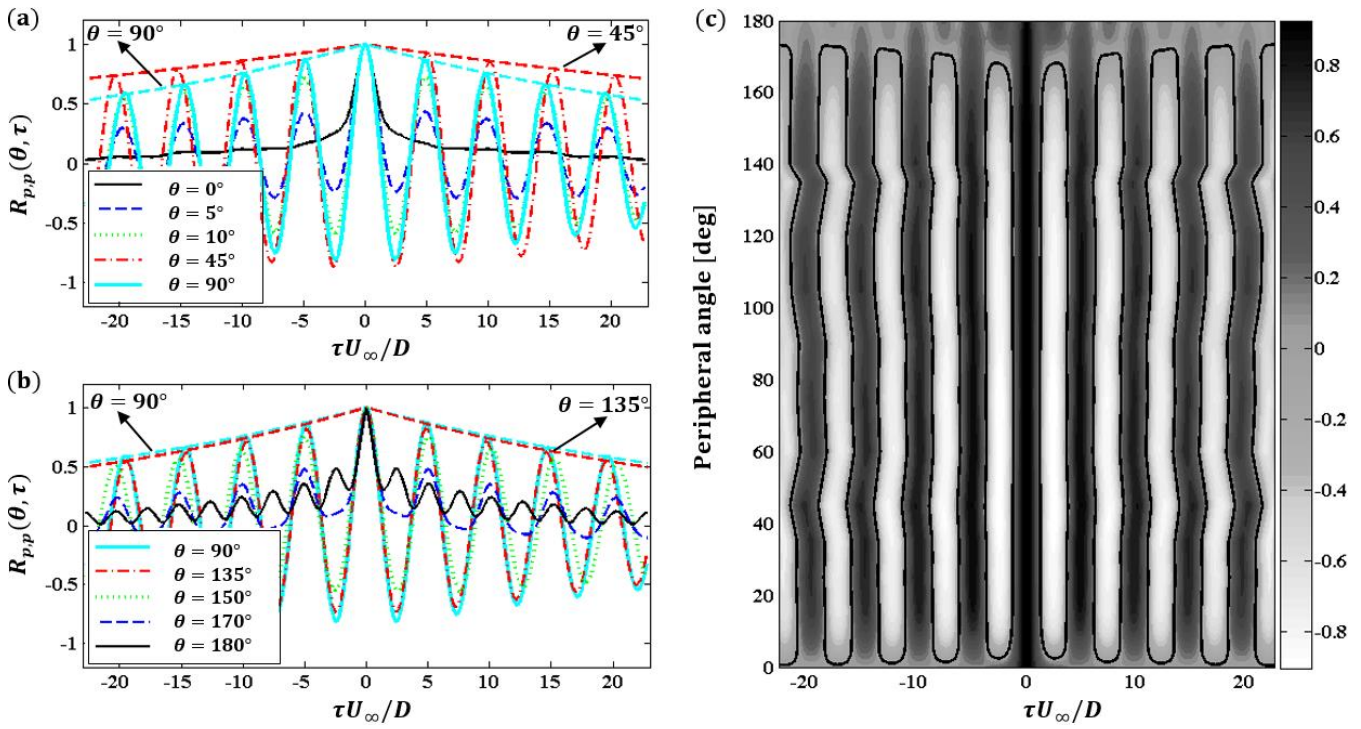 (a)
θ = 90°
θ = 45°
1
0.5
0
-0.5
-1
R_{p,p}(θ, τ)
θ = 0°
θ = 5°
θ = 10°
θ = 45°
θ = 90°
-20 -15 -10 -5 0 5 10 15 20
τU_∞/D
(b)
θ = 90°
θ = 135°
1
0.5
0
-0.5
-1
R_{p,p}(θ, τ)
θ = 90°
θ = 135°
θ = 150°
θ = 170°
θ = 180°
-20 -15 -10 -5 0 5 10 15 20
τU_∞/D
(c)
180
160
140
120
100
80
60
40
20
0
Peripheral angle [deg]
-20 -10 0 10 20
τU_∞/D
0.8
0.6
0.4
0.2
0
-0.2
-0.4
-0.6
-0.8